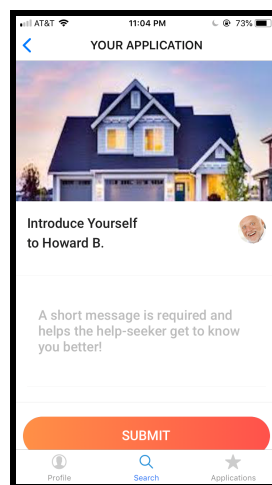 AT&T 11:04 PM 73%
YOUR APPLICATION
Introduce Yourself
to Howard B.
A short message is required and
helps the help-seeker get to know
you better!
SUBMIT
Profile Search Applications